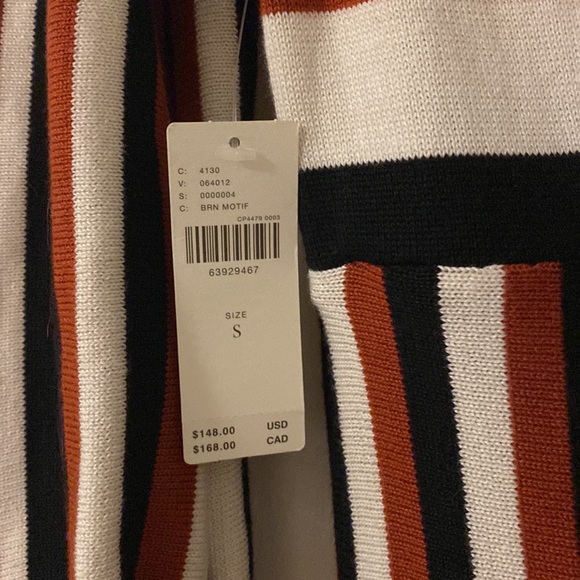 C: 4130
V: 064012
S: 0000004
C: BRN MOTIF
CP4479 0003
63929467
SIZE
S
$148.00 USD
$168.00 CAD